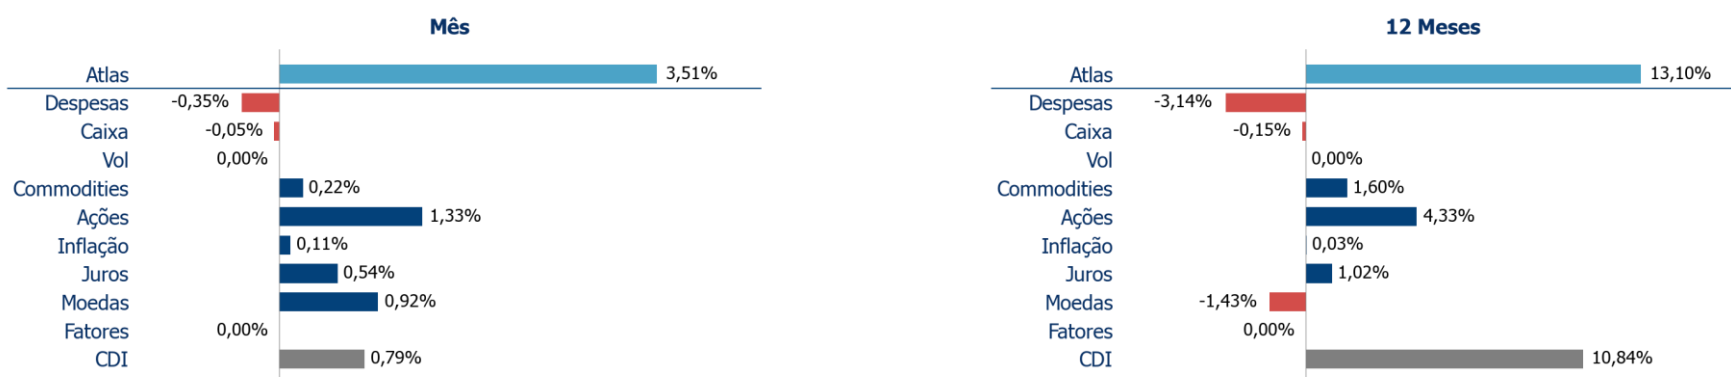 Mês
Atlas 3,51%
Despesas -0,35%
Caixa -0,05%
Vol 0,00%
Commodities 0,22%
Ações 1,33%
Inflação 0,11%
Juros 0,54%
Moedas 0,92%
Fatores 0,00%
CDI 0,79%
12 Meses
Atlas 13,10%
Despesas -3,14%
Caixa -0,15%
Vol 0,00%
Commodities 1,60%
Ações 4,33%
Inflação 0,03%
Juros 1,02%
Moedas -1,43%
Fatores 0,00%
CDI 10,84%